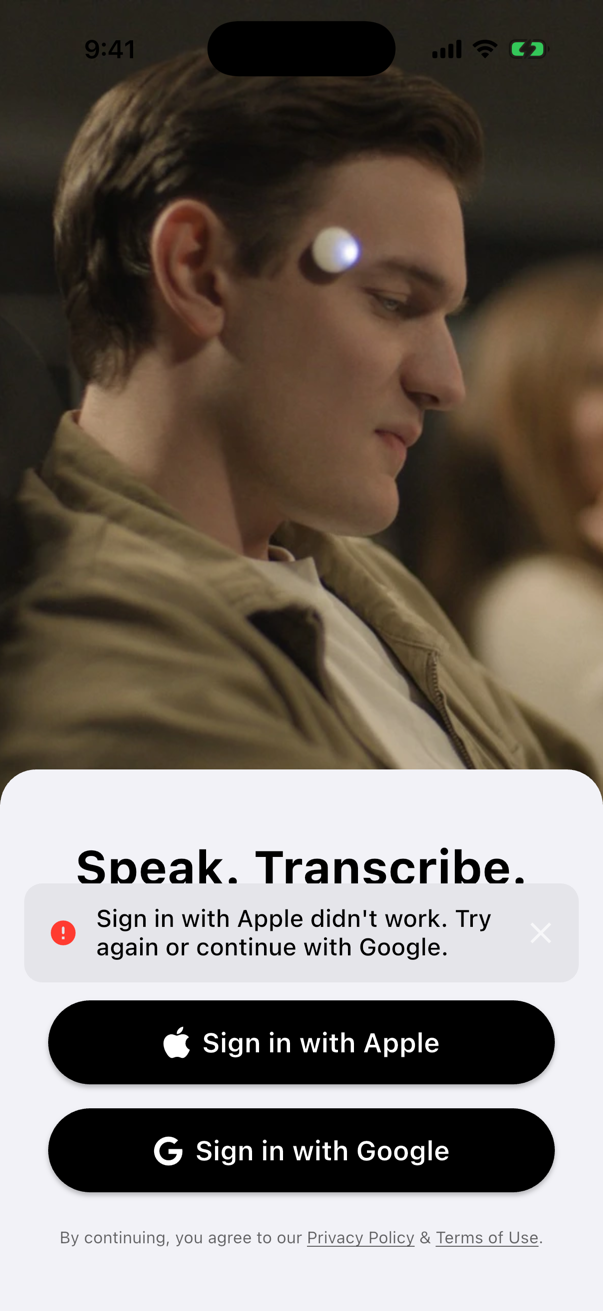 9:41
Speak. Transcribe.
Sign in with Apple didn't work. Try
again or continue with Google.
Sign in with Apple
Sign in with Google
By continuing, you agree to our Privacy Policy & Terms of Use.